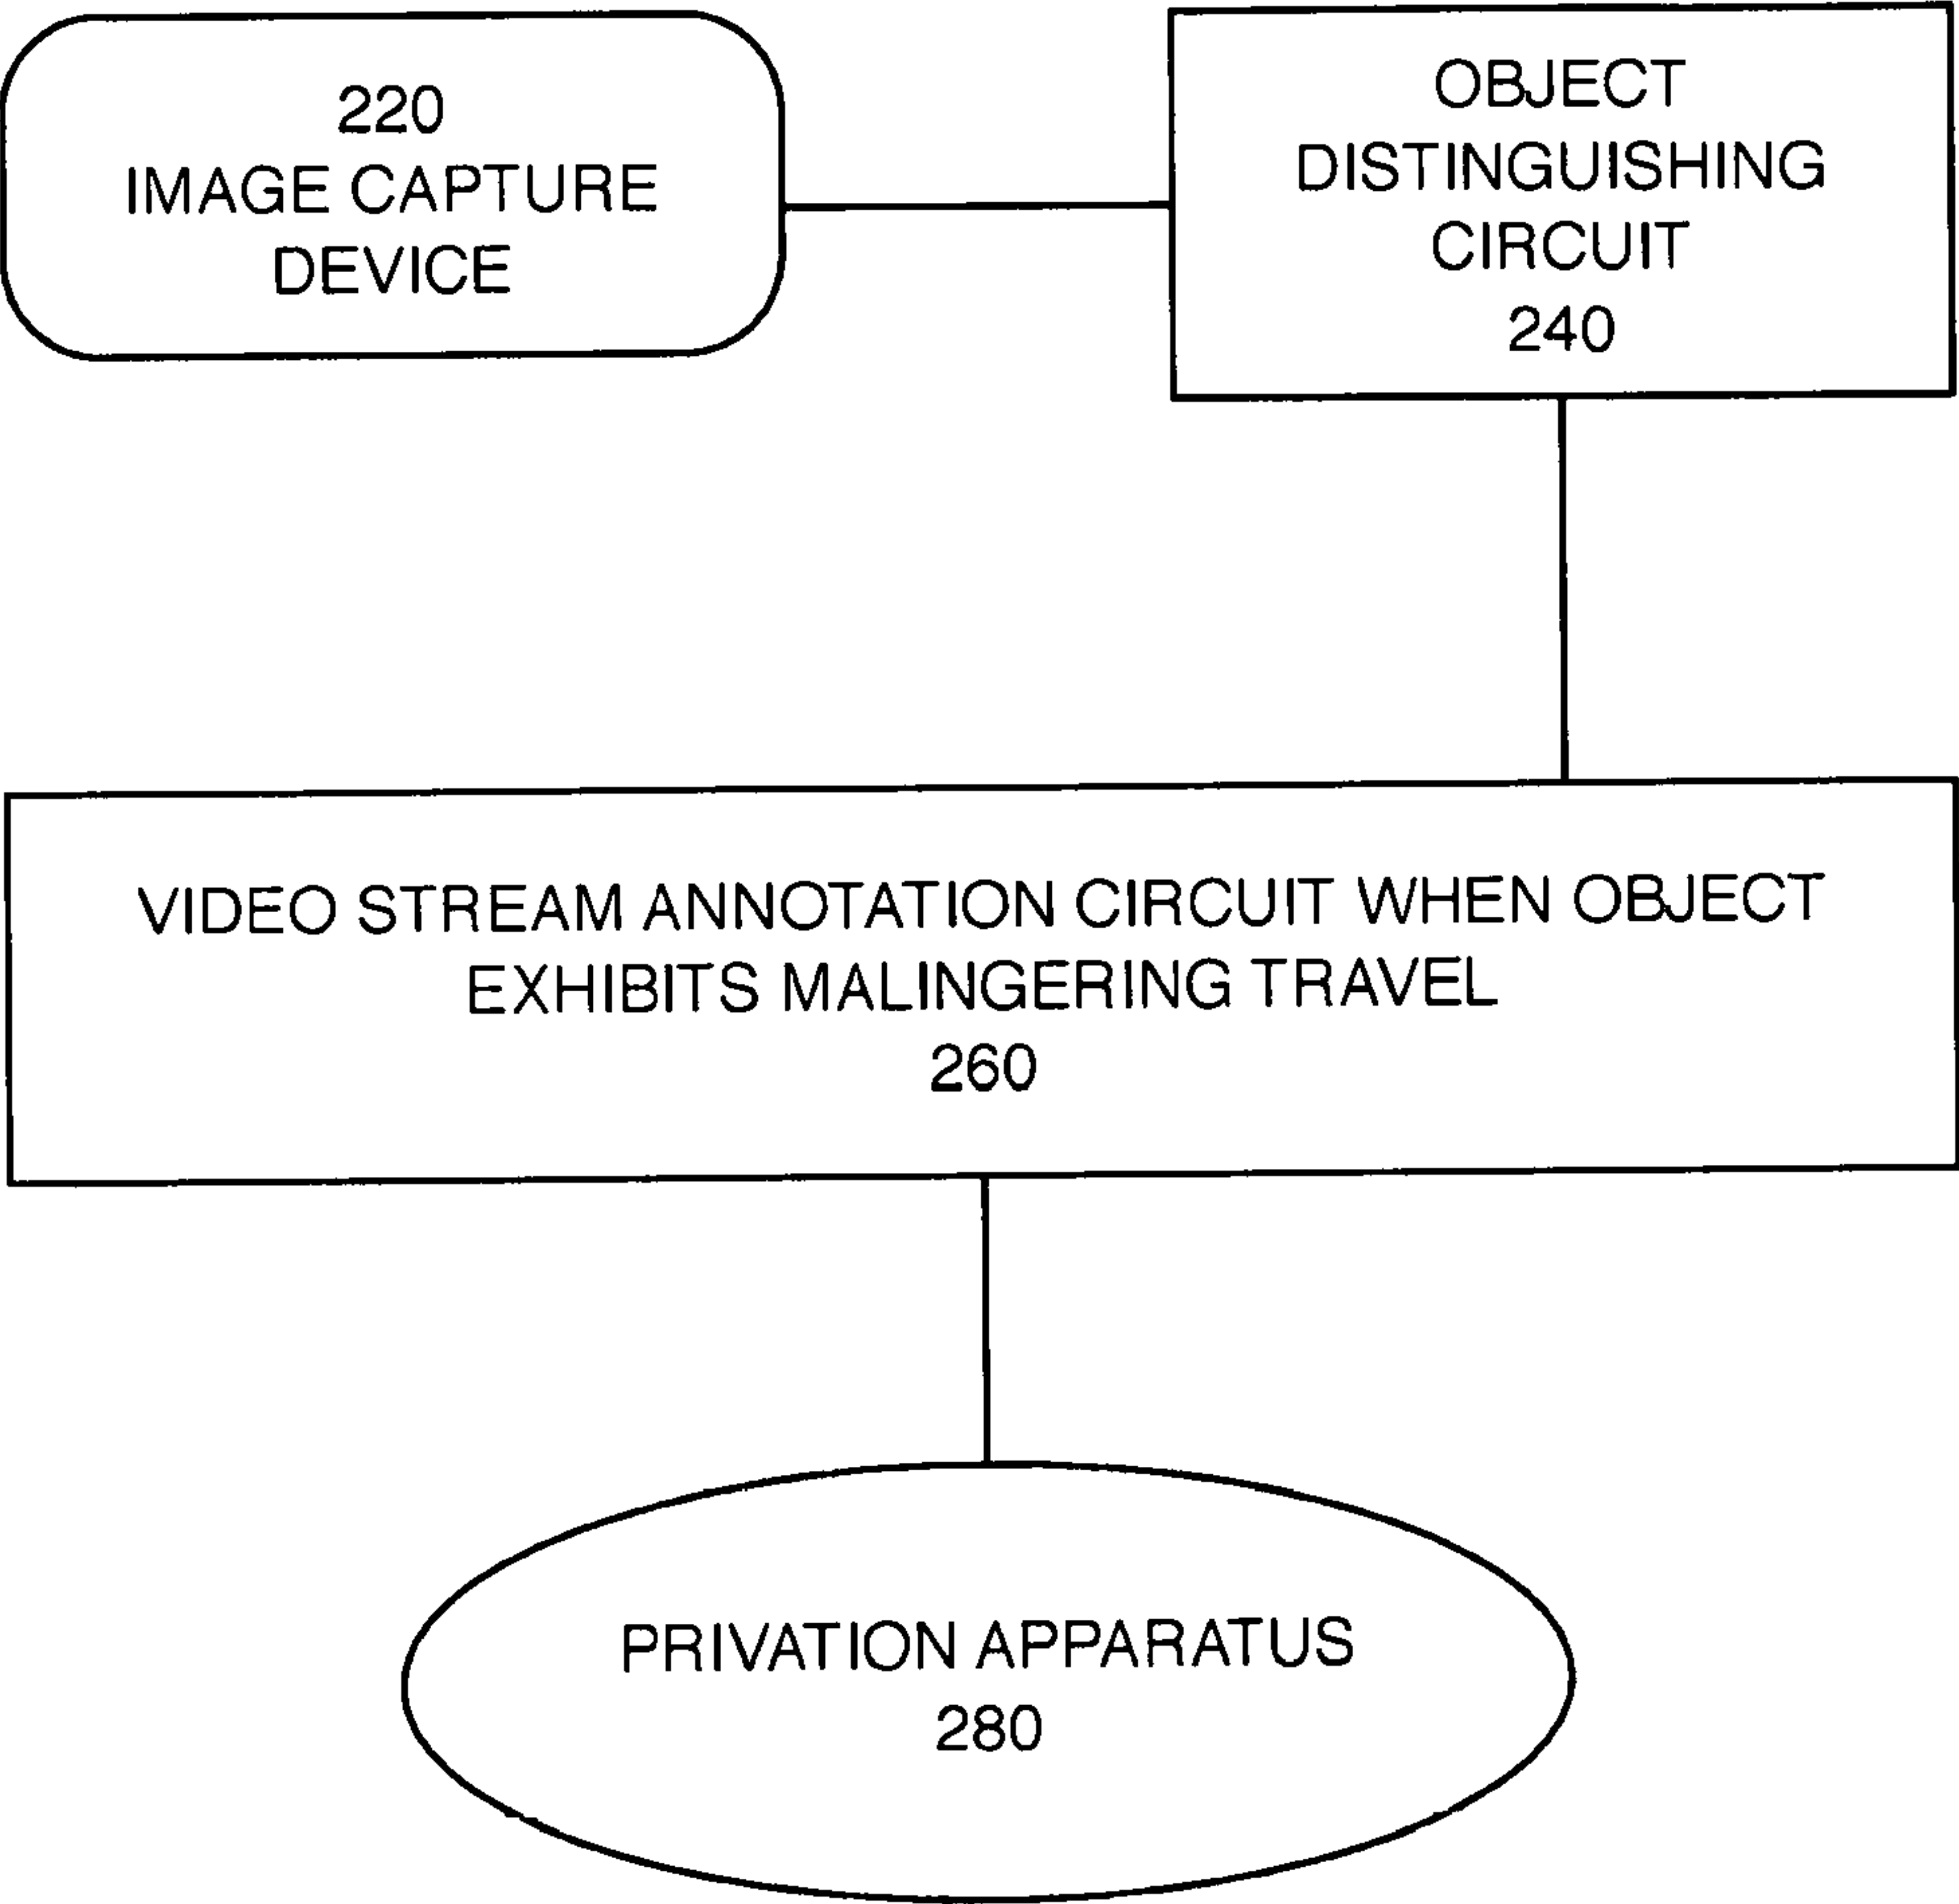 220
IMAGE CAPTURE
DEVICE
OBJECT
DISTINGUISHING
CIRCUIT
240
VIDEO STREAM ANNOTATION CIRCUIT WHEN OBJECT
EXHIBITS MALINGERING TRAVEL
260
PRIVATION APPARATUS
280